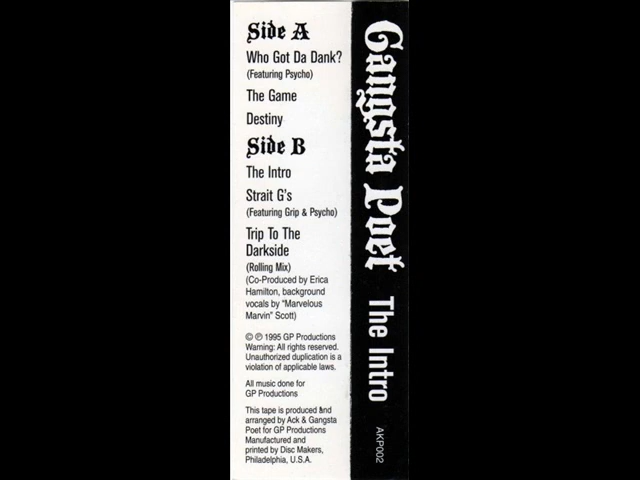 Side A
Who Got Da Dank?
(Featuring Psycho)
The Game
Destiny
Side B
The Intro
Strait G's
(Featuring Grip & Psycho)
Trip To The
Darkside
(Rolling Mix)
(Co-Produced by Erica
Hamilton, background
vocals by "Marvelous
Marvin" Scott)
© ℗ 1995 GP Productions
Warning: All rights reserved.
Unauthorized duplication is a
violation of applicable laws.
All music done for
GP Productions
This tape is produced and
arranged by Ack & Gangsta
Poet for GP Productions
Manufactured and
printed by Disc Makers,
Philadelphia, U.S.A.
Gangsta Poet The Intro AKP002